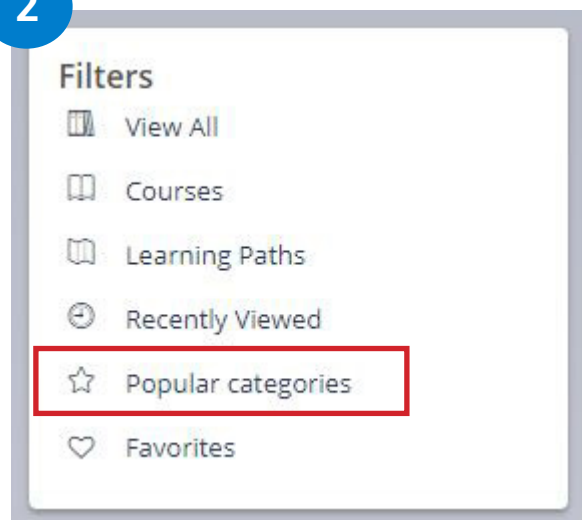 2
Filters
View All
Courses
Learning Paths
Recently Viewed
Popular categories
Favorites